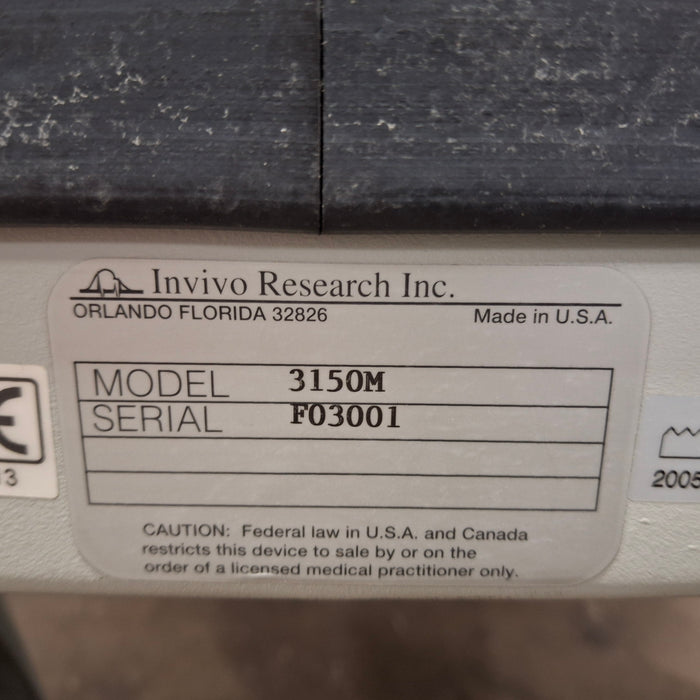 Invivo Research Inc.
ORLANDO FLORIDA 32826
Made in U.S.A.
MODEL 3150M
SERIAL F03001
13
2005
CAUTION: Federal law in U.S.A. and Canada
restricts this device to sale by or on the
order of a licensed medical practitioner only.